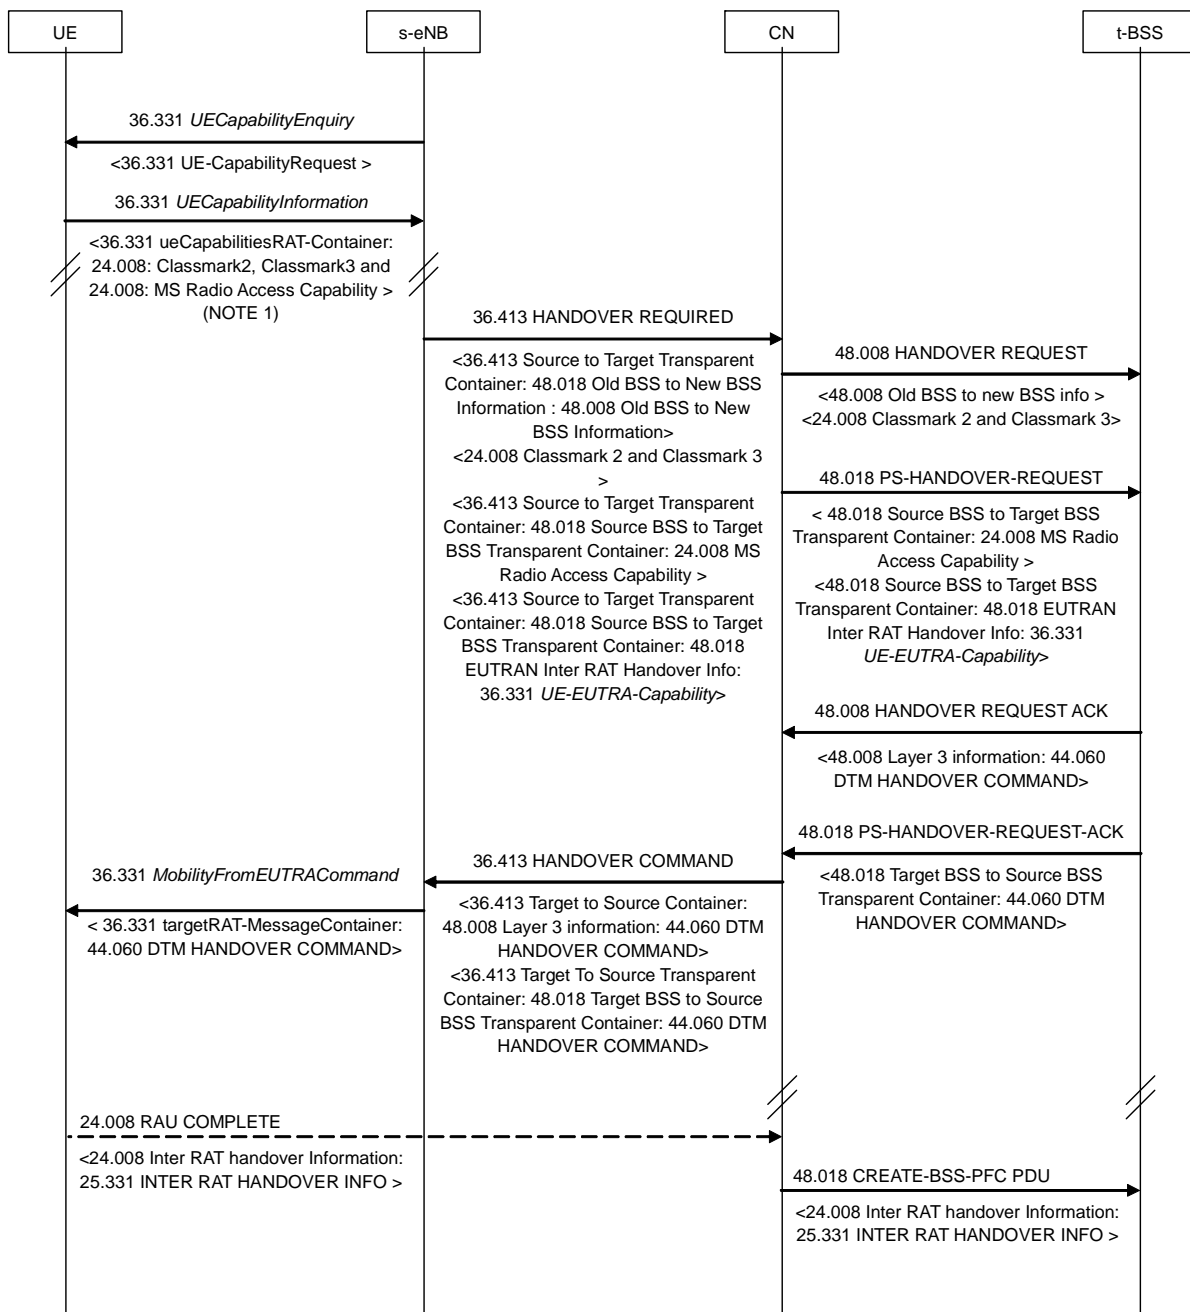 UE
s-eNB
CN
t-BSS
36.331 UECapabilityEnquiry
<36.331 UE-CapabilityRequest >
36.331 UECapabilityInformation
<36.331 ueCapabilitiesRAT-Container:
24.008: Classmark2, Classmark3 and
24.008: MS Radio Access Capability >
(NOTE 1)
36.413 HANDOVER REQUIRED
<36.413 Source to Target Transparent
Container: 48.018 Old BSS to New BSS
Information : 48.008 Old BSS to New
BSS Information>
<24.008 Classmark 2 and Classmark 3
>
<36.413 Source to Target Transparent
Container: 48.018 Source BSS to Target
BSS Transparent Container: 24.008 MS
Radio Access Capability >
<36.413 Source to Target Transparent
Container: 48.018 Source BSS to Target
BSS Transparent Container: 48.018
EUTRAN Inter RAT Handover Info:
36.331 UE-EUTRA-Capability>
48.008 HANDOVER REQUEST
<48.008 Old BSS to new BSS info >
<24.008 Classmark 2 and Classmark 3>
48.018 PS-HANDOVER-REQUEST
< 48.018 Source BSS to Target BSS
Transparent Container: 24.008 MS Radio
Access Capability >
<48.018 Source BSS to Target BSS
Transparent Container: 48.018 EUTRAN
Inter RAT Handover Info: 36.331
UE-EUTRA-Capability>
48.008 HANDOVER REQUEST ACK
<48.008 Layer 3 information: 44.060
DTM HANDOVER COMMAND>
48.018 PS-HANDOVER-REQUEST-ACK
<48.018 Target BSS to Source BSS
Transparent Container: 44.060 DTM
HANDOVER COMMAND>
36.413 HANDOVER COMMAND
<36.413 Target to Source Container:
48.008 Layer 3 information: 44.060 DTM
HANDOVER COMMAND>
<36.413 Target To Source Transparent
Container: 48.018 Target BSS to Source
BSS Transparent Container: 44.060 DTM
HANDOVER COMMAND>
36.331 MobilityFromEUTRACommand
< 36.331 targetRAT-MessageContainer:
44.060 DTM HANDOVER COMMAND>
24.008 RAU COMPLETE
<24.008 Inter RAT handover Information:
25.331 INTER RAT HANDOVER INFO >
48.018 CREATE-BSS-PFC PDU
<24.008 Inter RAT handover Information:
25.331 INTER RAT HANDOVER INFO >